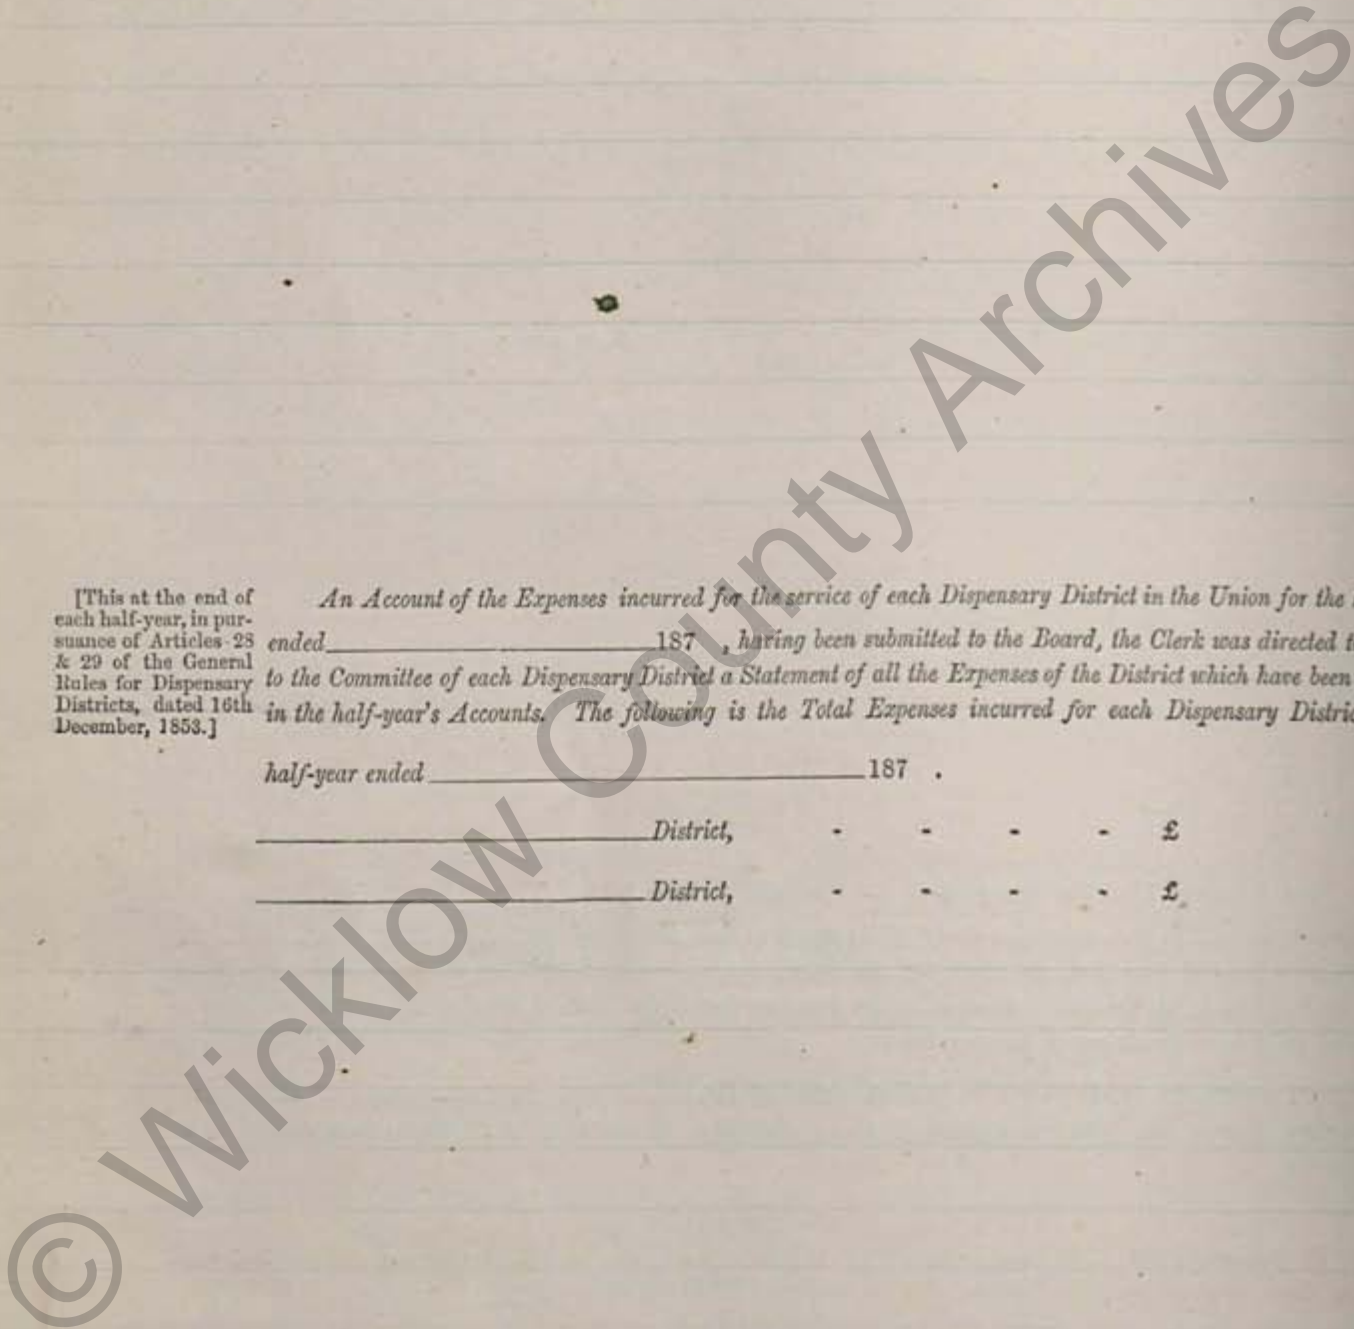 [This at the end of
each half-year, in pur-
suance of Articles 28
& 29 of the General
Rules for Dispensary
Districts, dated 16th
December, 1853.]
An Account of the Expenses incurred for the service of each Dispensary District in the Union for the
ended 187 , having been submitted to the Board, the Clerk was directed
to the Committee of each Dispensary District a Statement of all the Expenses of the District which have been
in the half-year's Accounts. The following is the Total Expenses incurred for each Dispensary
half-year ended 187 .
District, - - - - £
District, - - - - £
© Wicklow County Archives